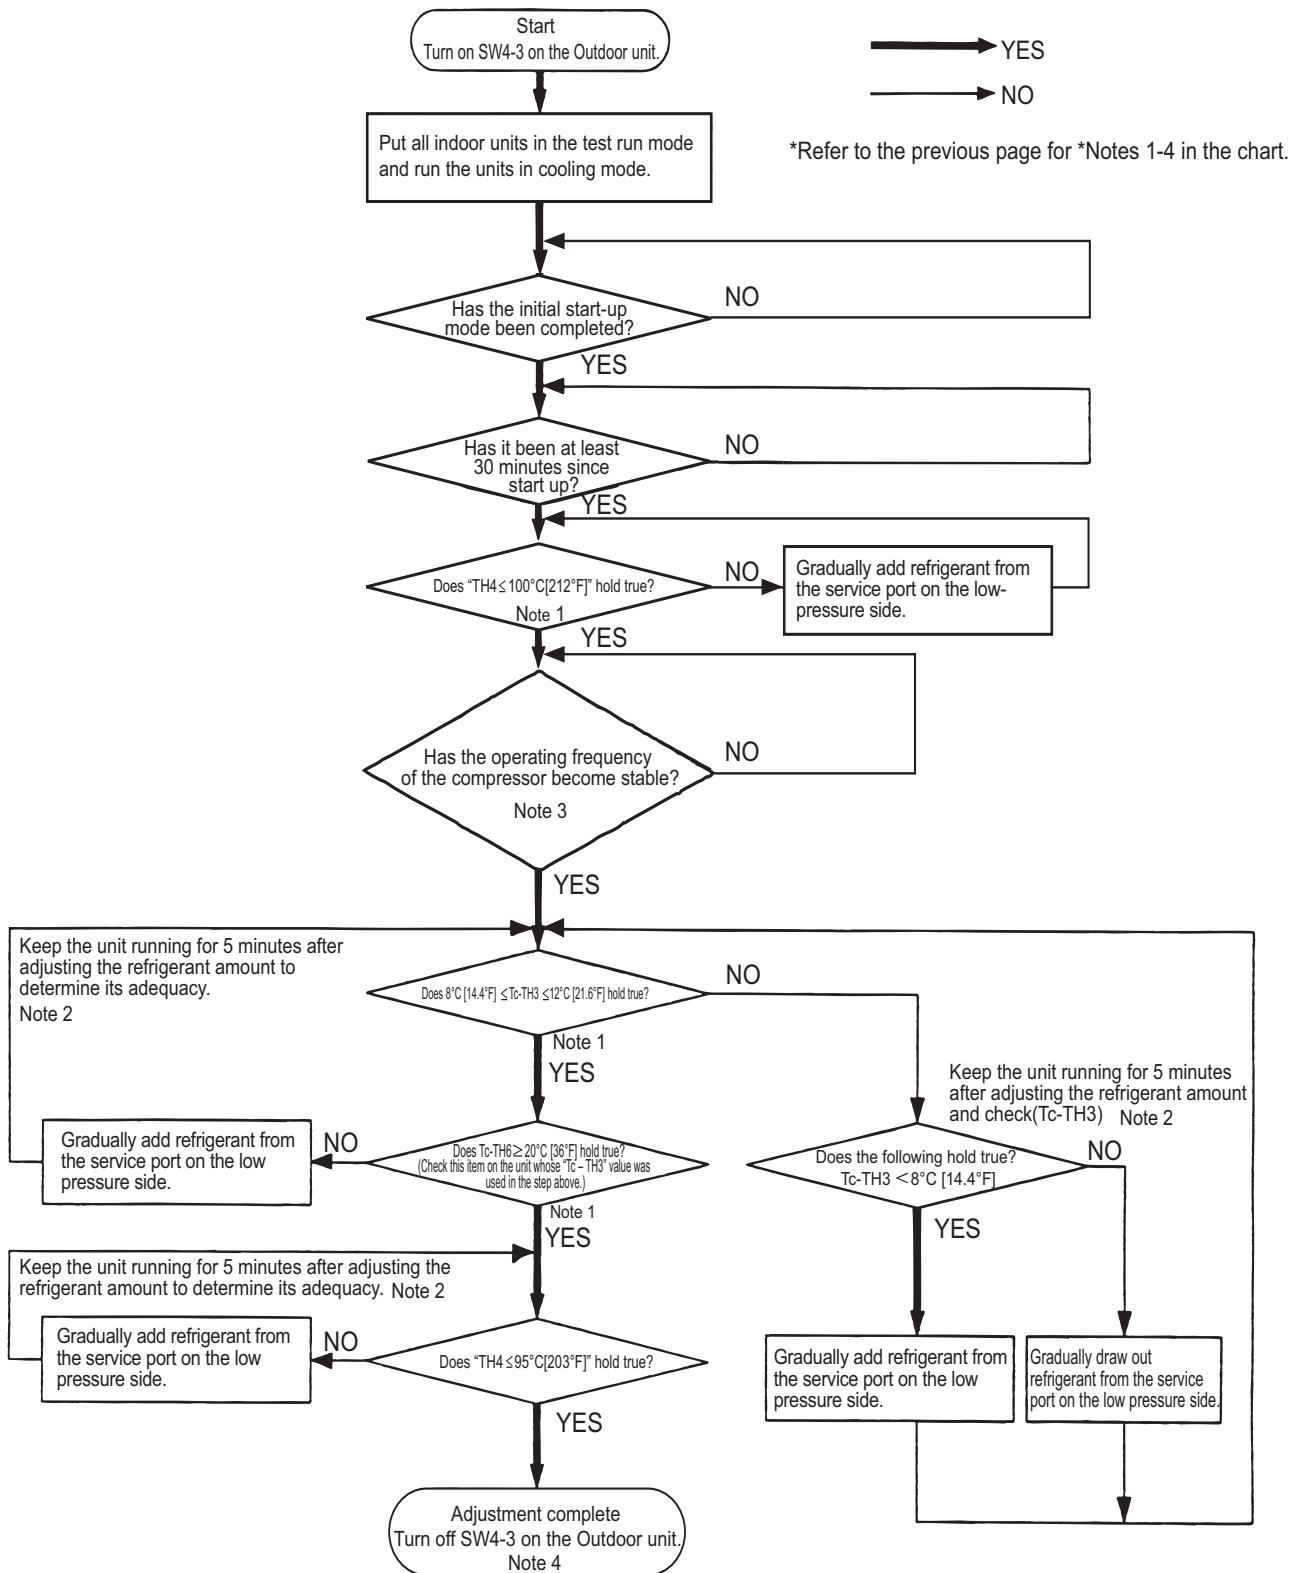 Start
Turn on SW4-3 on the Outdoor unit.
YES
NO
*Refer to the previous page for *Notes 1-4 in the chart.
Put all indoor units in the test run mode
and run the units in cooling mode.
Has the initial start-up
mode been completed?
NO
YES
Has it been at least
30 minutes since
start up?
NO
YES
Does “TH4≤100°C[212°F]” hold true?
Note 1
NO
Gradually add refrigerant from
the service port on the low-
pressure side.
YES
Has the operating frequency
of the compressor become stable?
Note 3
NO
YES
Keep the unit running for 5 minutes after
adjusting the refrigerant amount to
determine its adequacy.
Note 2
Does 8°C [14.4°F] ≤Tc-TH3 ≤12°C [21.6°F] hold true?
NO
Note 1
YES
Keep the unit running for 5 minutes
after adjusting the refrigerant amount
and check(Tc-TH3) Note 2
Gradually add refrigerant from
the service port on the low
pressure side.
NO
Does Tc-TH6≥20°C [36°F] hold true?
(Check this item on the unit whose “Tc – TH3” value was
used in the step above.)
Note 1
YES
Does the following hold true?
Tc-TH3 <8°C [14.4°F]
NO
YES
Keep the unit running for 5 minutes after adjusting the
refrigerant amount to determine its adequacy. Note 2
Gradually add refrigerant from
the service port on the low
pressure side.
NO
Does “TH4≤95°C[203°F]” hold true?
YES
Gradually add refrigerant from
the service port on the low
pressure side.
Gradually draw out
refrigerant from the service
port on the low pressure side.
Adjustment complete
Turn off SW4-3 on the Outdoor unit.
Note 4